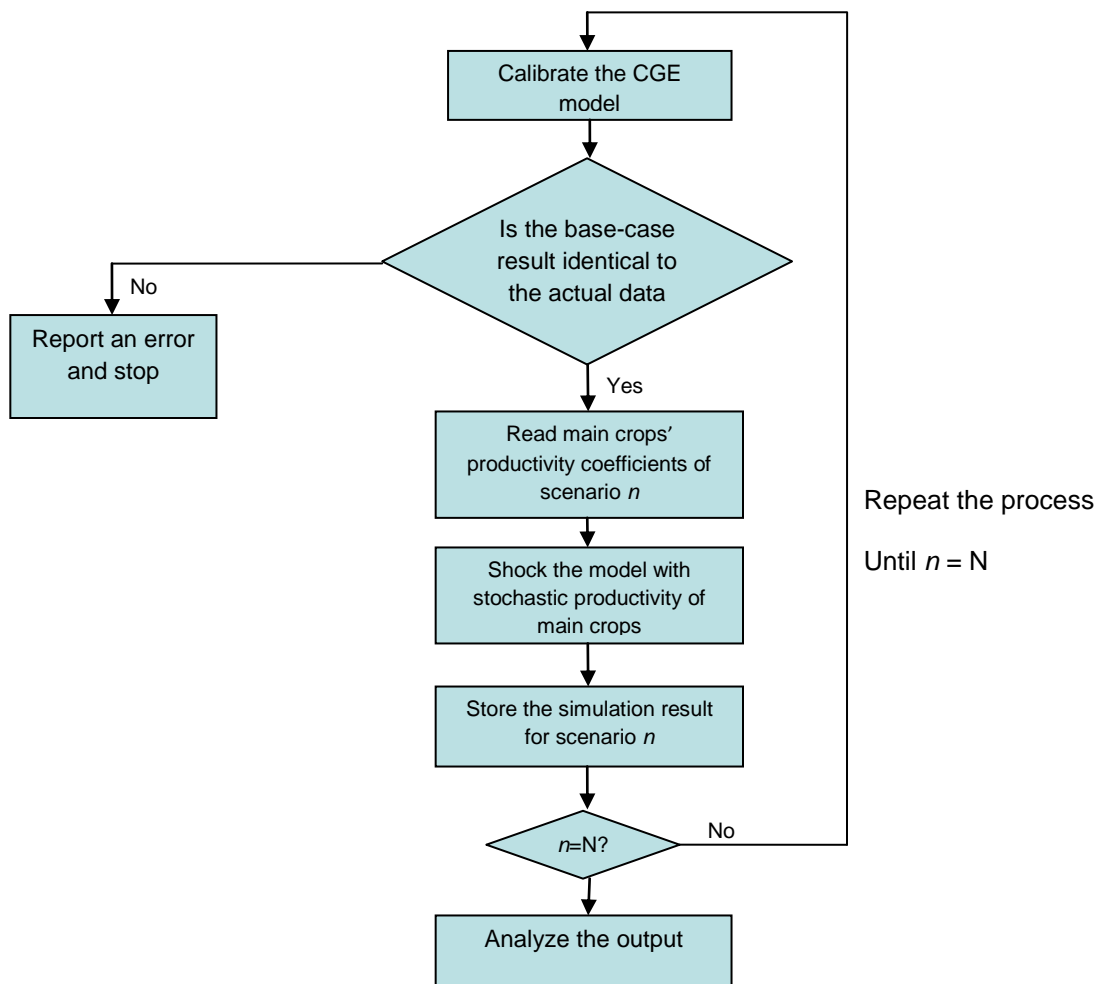 Calibrate the CGE
model
Is the base-case
result identical to
the actual data
No
Report an error
and stop
Yes
Read main crops’
productivity coefficients of
scenario n
Repeat the process
Until n = N
Shock the model with
stochastic productivity of
main crops
Store the simulation result
for scenario n
n=N?
No
Analyze the output